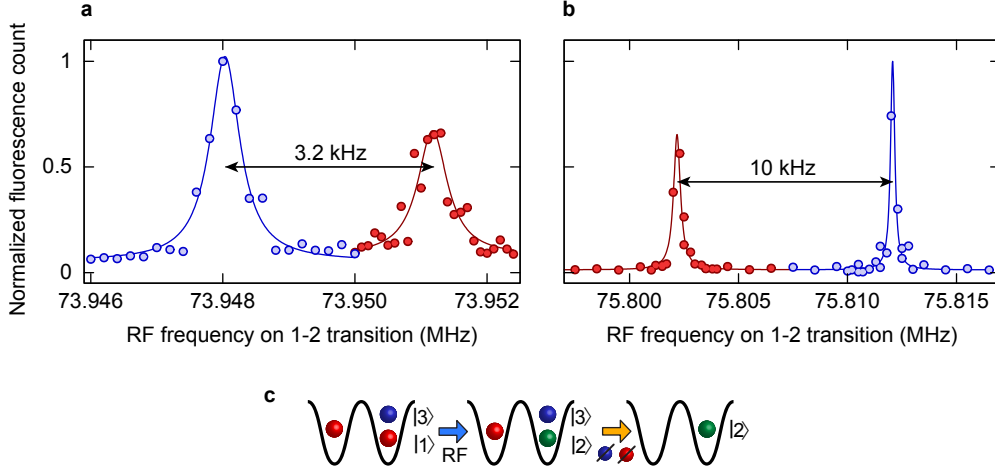 a
b
Normalized fluorescence count
1
0.5
0
3.2 kHz
73.946
73.948
73.950
73.952
RF frequency on 1-2 transition (MHz)
10 kHz
75.800
75.805
75.810
75.815
RF frequency on 1-2 transition (MHz)
c
|3⟩
|1⟩
RF
|3⟩
|2⟩
|2⟩